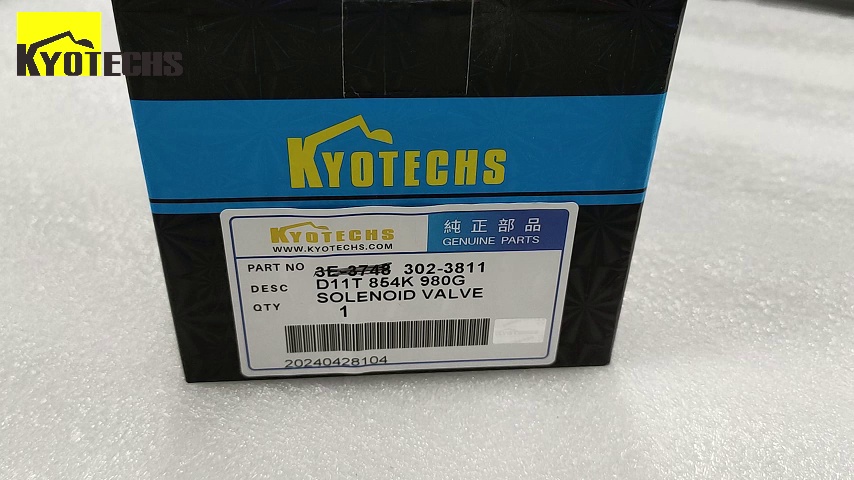 KYOTECHS
KYOTECHS
KYOTECHS
WWW.KYOTECHS.COM
純正部品
GENUINE PARTS
PART NO 3E-3748 302-3811
DESC D11T 854K 980G
SOLENOID VALVE
QTY 1
20240428104